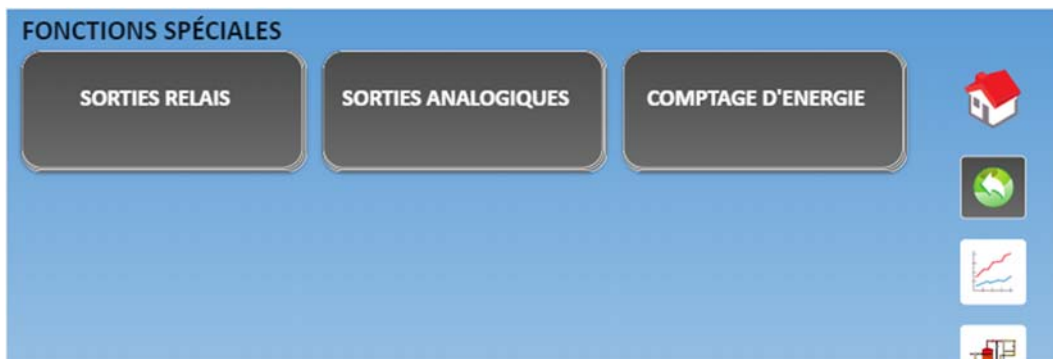 FONCTIONS SPÉCIALES
SORTIES RELAIS
SORTIES ANALOGIQUES
COMPTAGE D'ENERGIE